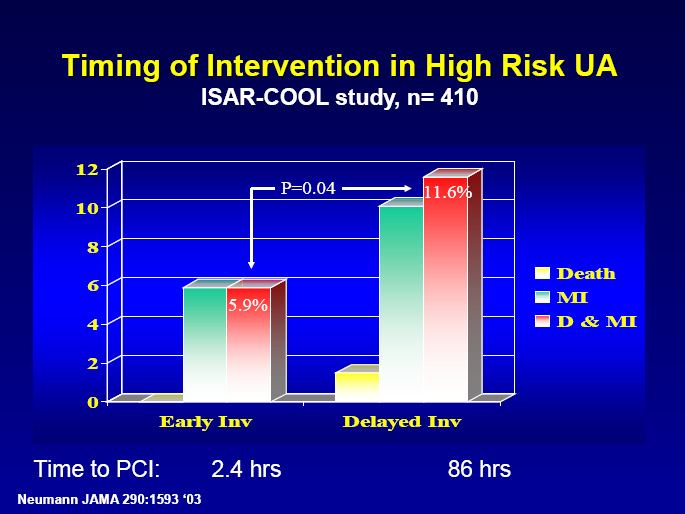 Timing of Intervention in High Risk UA
ISAR-COOL study, n= 410
12
10
8
6
4
2
0
P=0.04
5.9%
11.6%
Early Inv
Delayed Inv
Death
MI
D & MI
Time to PCI: 2.4 hrs 86 hrs
Neumann JAMA 290:1593 ‘03